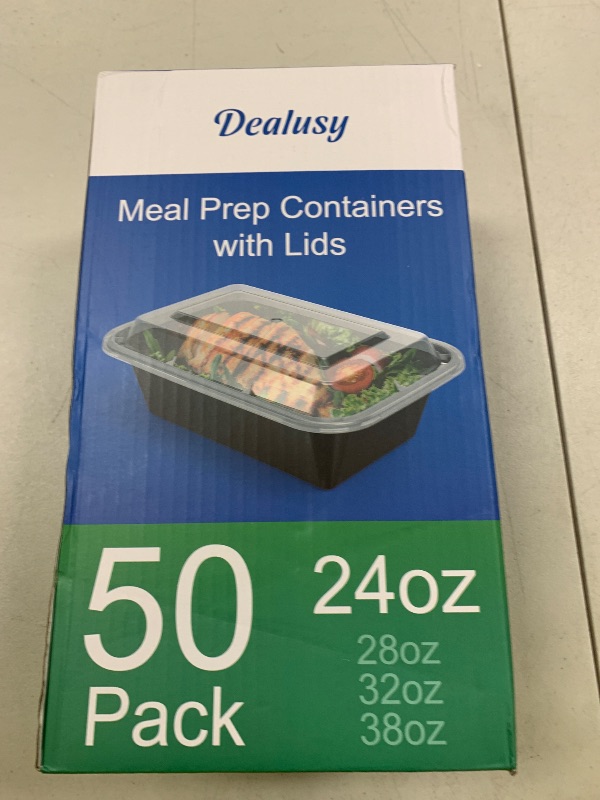 Dealusy
Meal Prep Containers
with Lids
50
Pack
24oz
28oz
32oz
38oz